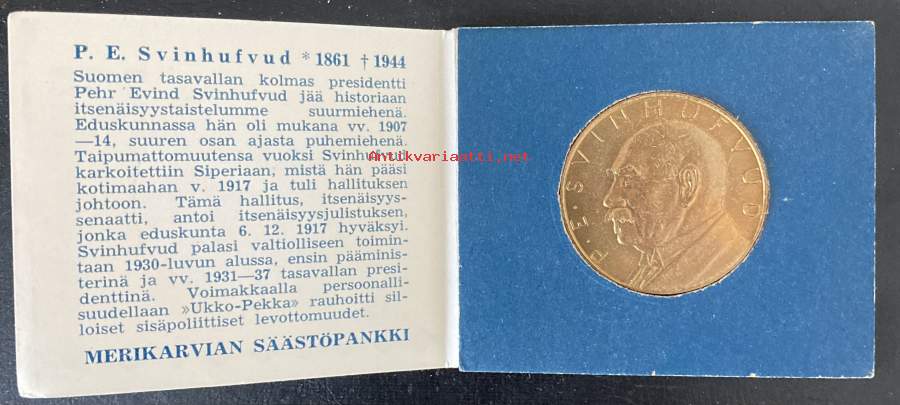 P. E. Svinhufvud * 1861 † 1944
Suomen tasavallan kolmas presidentti
Pehr Evind Svinhufvud jää historiaan
itsenäisyystaistelumme suurmiehenä.
Eduskunnassa hän oli mukana vv. 1907
—14, suuren osan ajasta puhemiehenä.
Taipumattomuutensa vuoksi Svinhufvud
karkoitettiin Siperiaan, mistä hän pääsi
kotimaahan v. 1917 ja tuli hallituksen
johtoon. Tämä hallitus, itsenäisyys-
senaatti, antoi itsenäisyysjulistuksen,
jonka eduskunta 6. 12. 1917 hyväksyi.
Svinhufvud palasi valtiolliseen toimin-
taan 1930-luvun alussa, ensin pääminis-
terinä ja vv. 1931—37 tasavallan presi-
denttinä. Voimakkaalla persoonalli-
suudellaan »Ukko-Pekka» rauhoitti sil-
loiset sisäpoliittiset levottomuudet.
MERIKARVIAN SÄÄSTÖPANKKI
P. E. SVINHUFVUD
Antikvariaatti.net